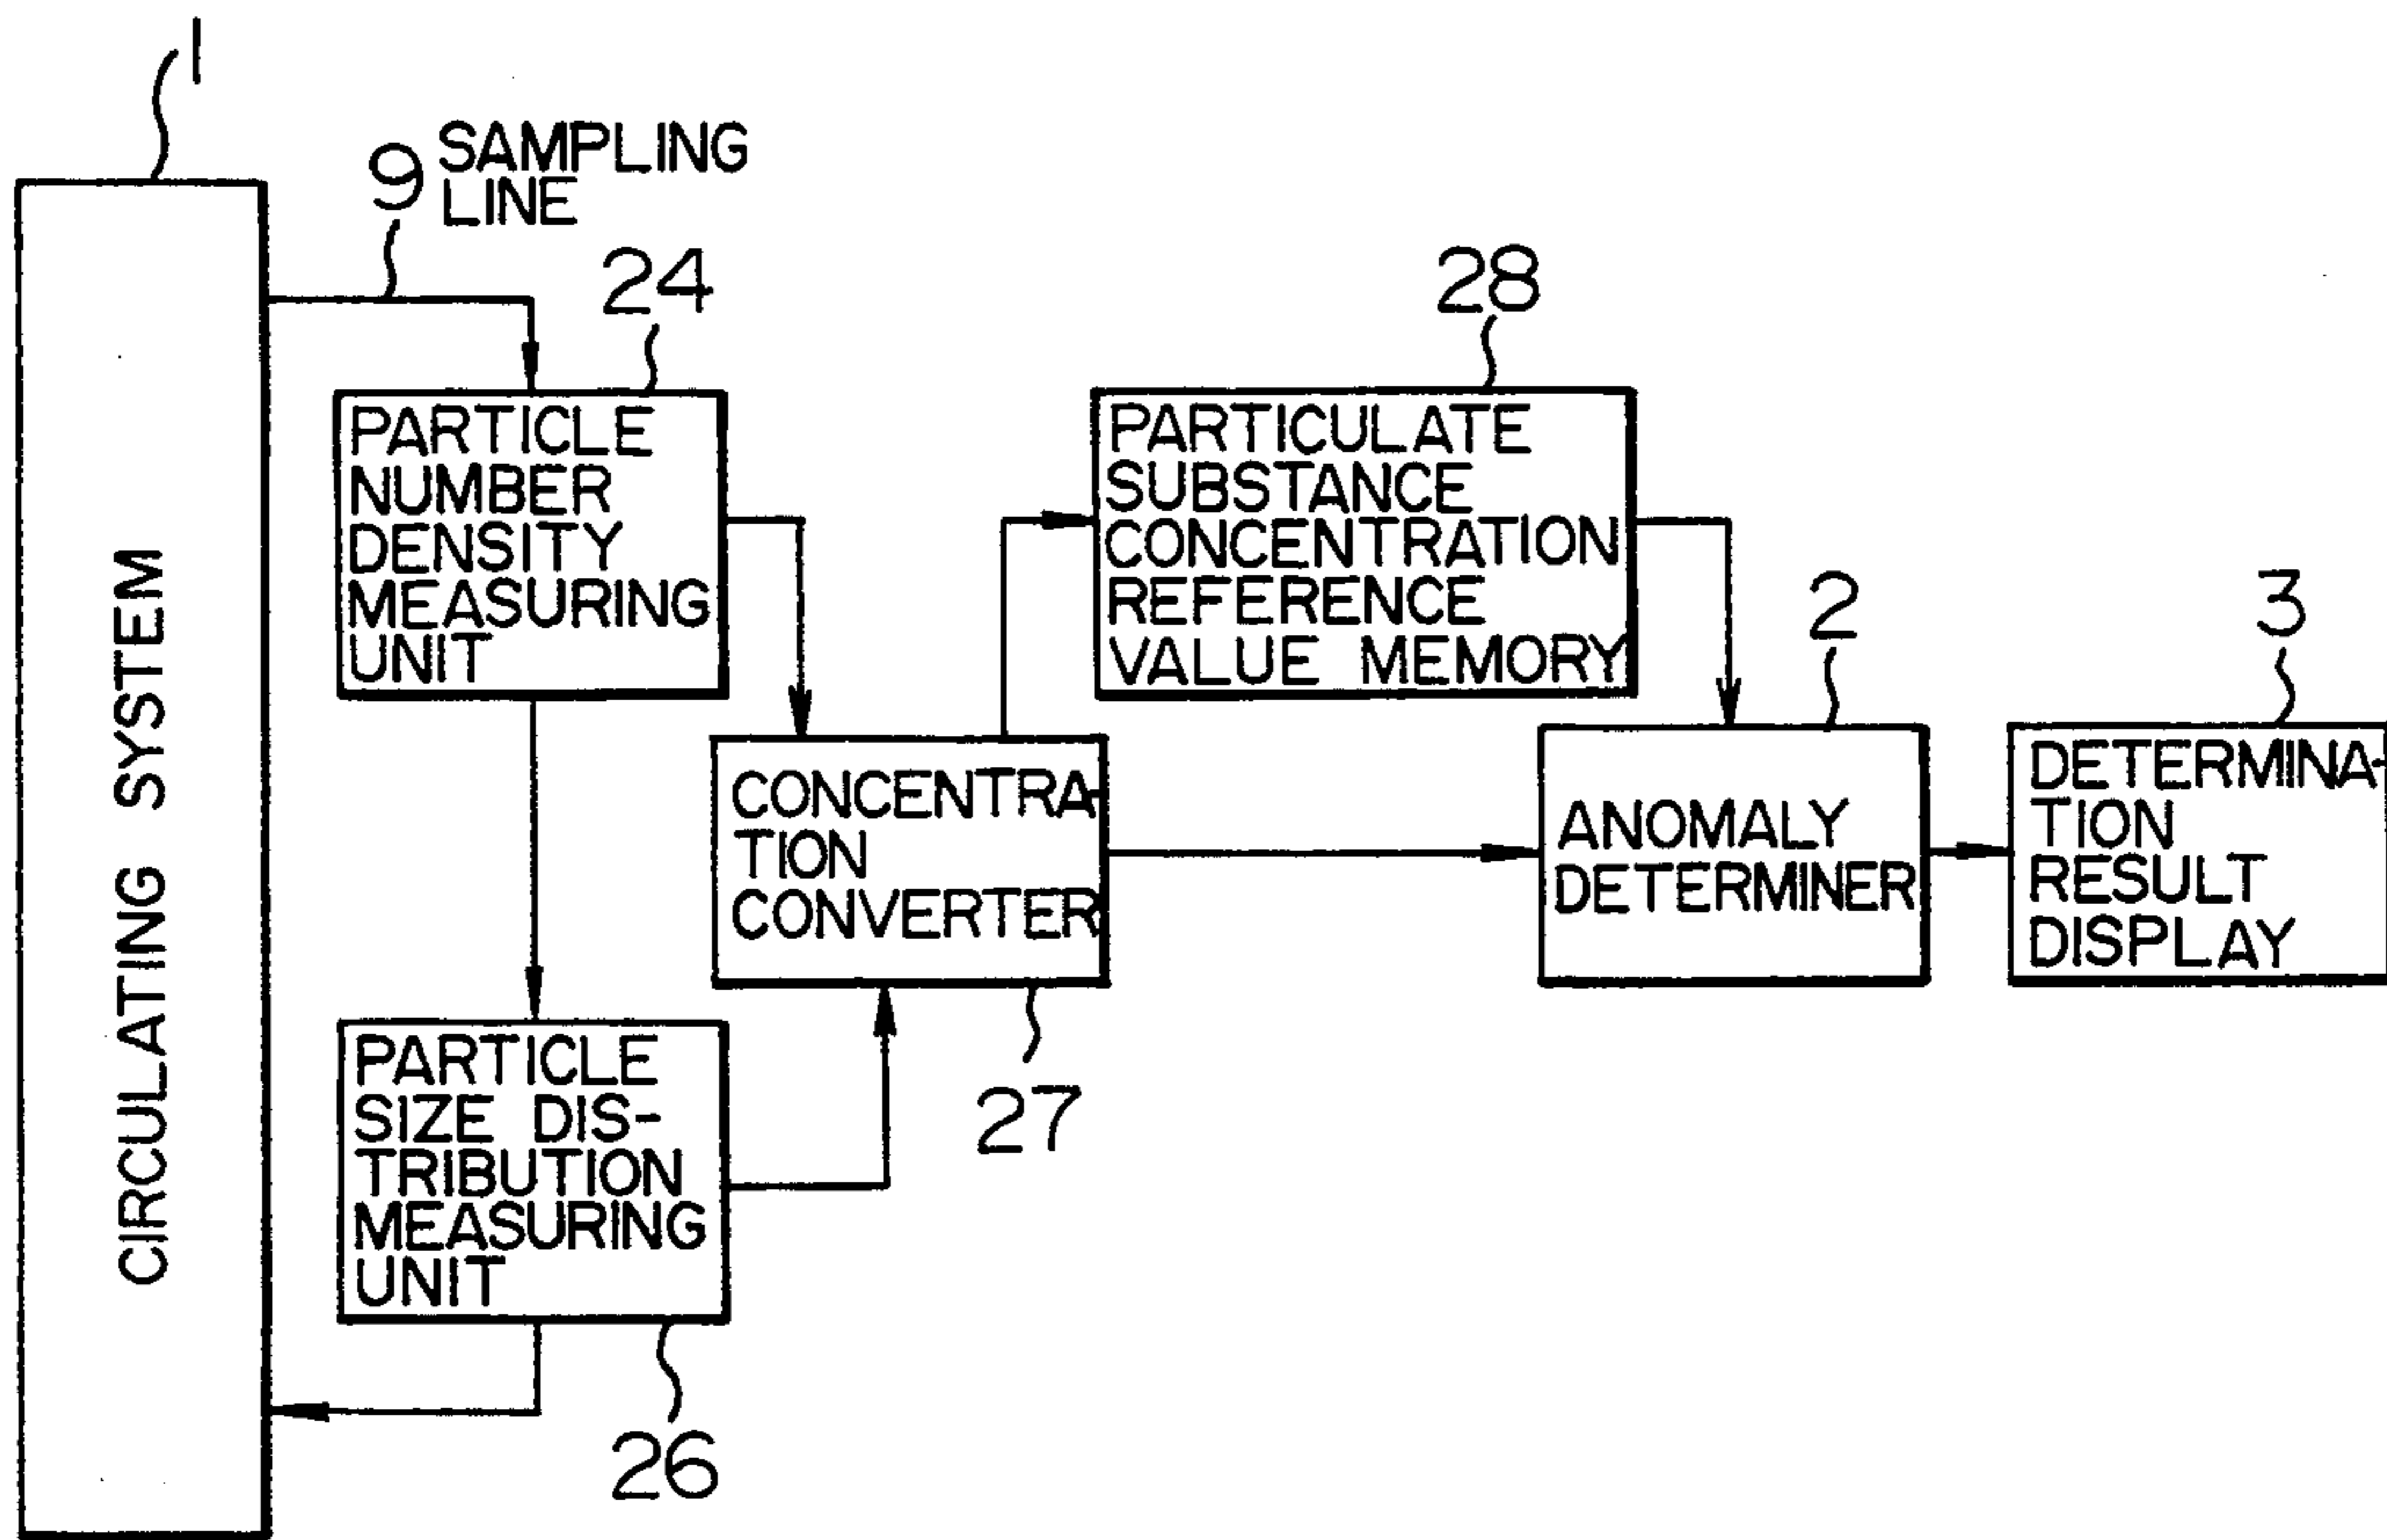 1
9 SAMPLING
LINE
24
28
PARTICLE
NUMBER
DENSITY
MEASURING
UNIT
PARTICULATE
SUBSTANCE
CONCENTRATION
REFERENCE
VALUE MEMORY
2
3
CIRCULATING SYSTEM
CONCENTRA-
TION
CONVERTER
ANOMALY
DETERMINER
DETERMINA-
TION
RESULT
DISPLAY
27
PARTICLE
SIZE DIS-
TRIBUTION
MEASURING
UNIT
26